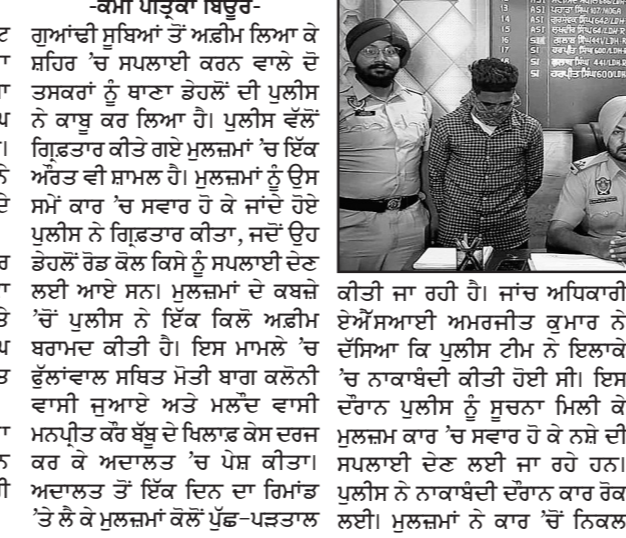 -ਕੌਮੀ ਪਤ੍ਰਿਕਾ ਬਿਊਰੋ-
ਗੁਆਂਢੀ ਸੂਬਿਆਂ ਤੋਂ ਅਫ਼ੀਮ ਲਿਆ ਕੇ
ਸ਼ਹਿਰ ’ਚ ਸਪਲਾਈ ਕਰਨ ਵਾਲੇ ਦੋ
ਤਸਕਰਾਂ ਨੂੰ ਥਾਣਾ ਡੇਹਲੋਂ ਦੀ ਪੁਲੀਸ
ਨੇ ਕਾਬੂ ਕਰ ਲਿਆ ਹੈ। ਪੁਲੀਸ ਵੱਲੋਂ
ਗ੍ਰਿਫ਼ਤਾਰ ਕੀਤੇ ਗਏ ਮੁਲਜ਼ਮਾਂ ’ਚ ਇੱਕ
ਔਰਤ ਵੀ ਸ਼ਾਮਲ ਹੈ। ਮੁਲਜ਼ਮਾਂ ਨੂੰ ਉਸ
ਸਮੇਂ ਕਾਰ ’ਚ ਸਵਾਰ ਹੋ ਕੇ ਜਾਂਦੇ ਹੋਏ
ਪੁਲੀਸ ਨੇ ਗ੍ਰਿਫ਼ਤਾਰ ਕੀਤਾ, ਜਦੋਂ ਉਹ
ਡੇਹਲੋਂ ਰੋਡ ਕੋਲ ਕਿਸੇ ਨੂੰ ਸਪਲਾਈ ਦੇਣ
ਲਈ ਆਏ ਸਨ। ਮੁਲਜ਼ਮਾਂ ਦੇ ਕਬਜ਼ੇ
’ਚੋਂ ਪੁਲੀਸ ਨੇ ਇੱਕ ਕਿਲੋ ਅਫ਼ੀਮ
ਬਰਾਮਦ ਕੀਤੀ ਹੈ। ਇਸ ਮਾਮਲੇ ’ਚ
ਫੁੱਲਾਂਵਾਲ ਸਥਿਤ ਮੋਤੀ ਬਾਗ ਕਲੋਨੀ
ਵਾਸੀ ਜੁਆਏ ਅਤੇ ਮਲੌਦ ਵਾਸੀ
ਮਨਪ੍ਰੀਤ ਕੌਰ ਬੱਬੂ ਦੇ ਖਿਲਾਫ਼ ਕੇਸ ਦਰਜ
ਕਰ ਕੇ ਅਦਾਲਤ ’ਚ ਪੇਸ਼ ਕੀਤਾ।
ਅਦਾਲਤ ਤੋਂ ਇੱਕ ਦਿਨ ਦਾ ਰਿਮਾਂਡ
’ਤੇ ਲੈ ਕੇ ਮੁਲਜ਼ਮਾਂ ਕੋਲੋਂ ਪੁੱਛ-ਪੜਤਾਲ
ਕੀਤੀ ਜਾ ਰਹੀ ਹੈ। ਜਾਂਚ ਅਧਿਕਾਰੀ
ਏਐੱਸਆਈ ਅਮਰਜੀਤ ਕੁਮਾਰ ਨੇ
ਦੱਸਿਆ ਕਿ ਪੁਲੀਸ ਟੀਮ ਨੇ ਇਲਾਕੇ
’ਚ ਨਾਕਾਬੰਦੀ ਕੀਤੀ ਹੋਈ ਸੀ। ਇਸ
ਦੌਰਾਨ ਪੁਲੀਸ ਨੂੰ ਸੂਚਨਾ ਮਿਲੀ ਕੇ
ਮੁਲਜ਼ਮ ਕਾਰ ’ਚ ਸਵਾਰ ਹੋ ਕੇ ਨਸ਼ੇ ਦੀ
ਸਪਲਾਈ ਦੇਣ ਲਈ ਜਾ ਰਹੇ ਹਨ।
ਪੁਲੀਸ ਨੇ ਨਾਕਾਬੰਦੀ ਦੌਰਾਨ ਕਾਰ ਰੋਕ
ਲਈ। ਮੁਲਜ਼ਮਾਂ ਨੇ ਕਾਰ ’ਚੋਂ ਨਿਕਲ